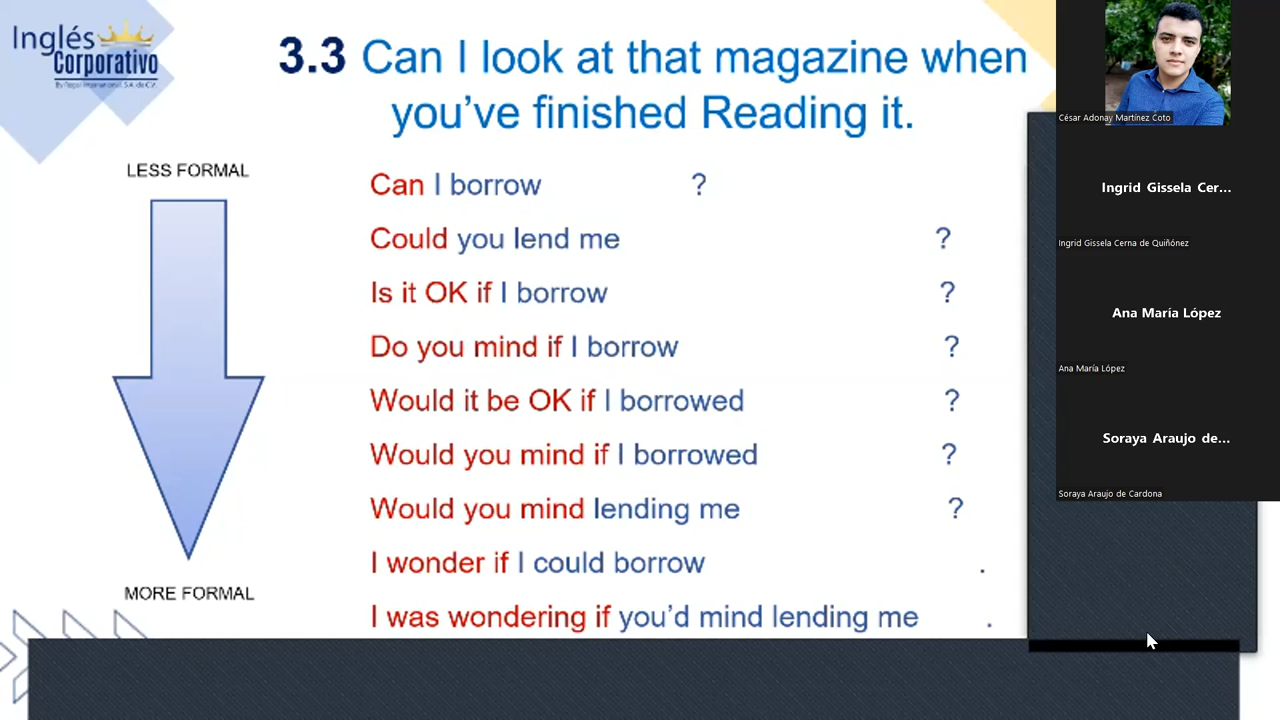 Inglés
Corporativo
3.3 Can I look at that magazine when
you've finished Reading it.
LESS FORMAL
Can I borrow ?
Could you lend me ?
Is it OK if I borrow ?
Do you mind if I borrow ?
Would it be OK if I borrowed ?
Would you mind if I borrowed ?
Would you mind lending me ?
I wonder if I could borrow .
I was wondering if you'd mind lending me .
MORE FORMAL
César Adonay Martínez Coto
Ingrid Gissela Cer...
Ingrid Gissela Cerna de Quiñónez
Ana María López
Ana María López
Soraya Araujo de...
Soraya Araujo de Cardona